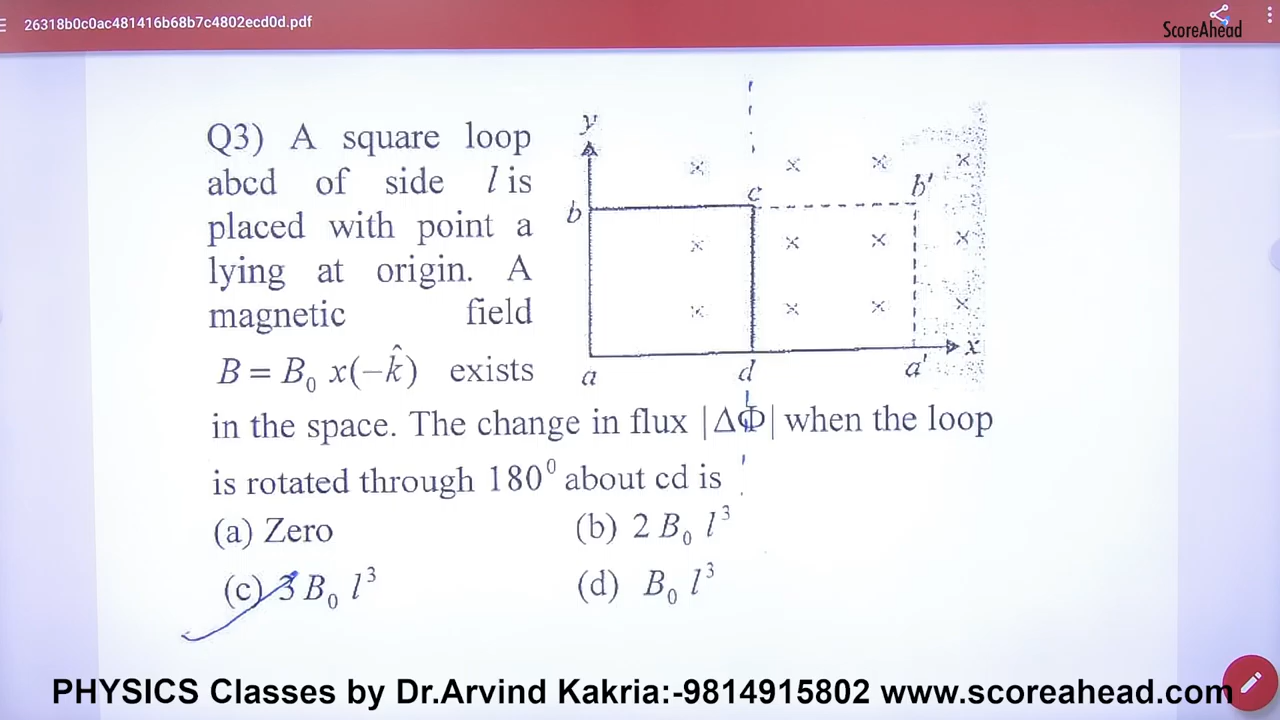 26318b0c0ac481416b68b7c4802ecd0d.pdf
ScoreAhead
Q3) A square loop
abcd of side l is
placed with point a
lying at origin. A
magnetic field
B = B₀ x(−k̂) exists
in the space. The change in flux |ΔΦ| when the loop
is rotated through 180⁰ about cd is
(a) Zero
(b) 2 B₀ l³
(c) 3 B₀ l³
(d) B₀ l³
y
b
c
b'
a
d
a'
x
PHYSICS Classes by Dr.Arvind Kakria:-9814915802 www.scoreahead.com